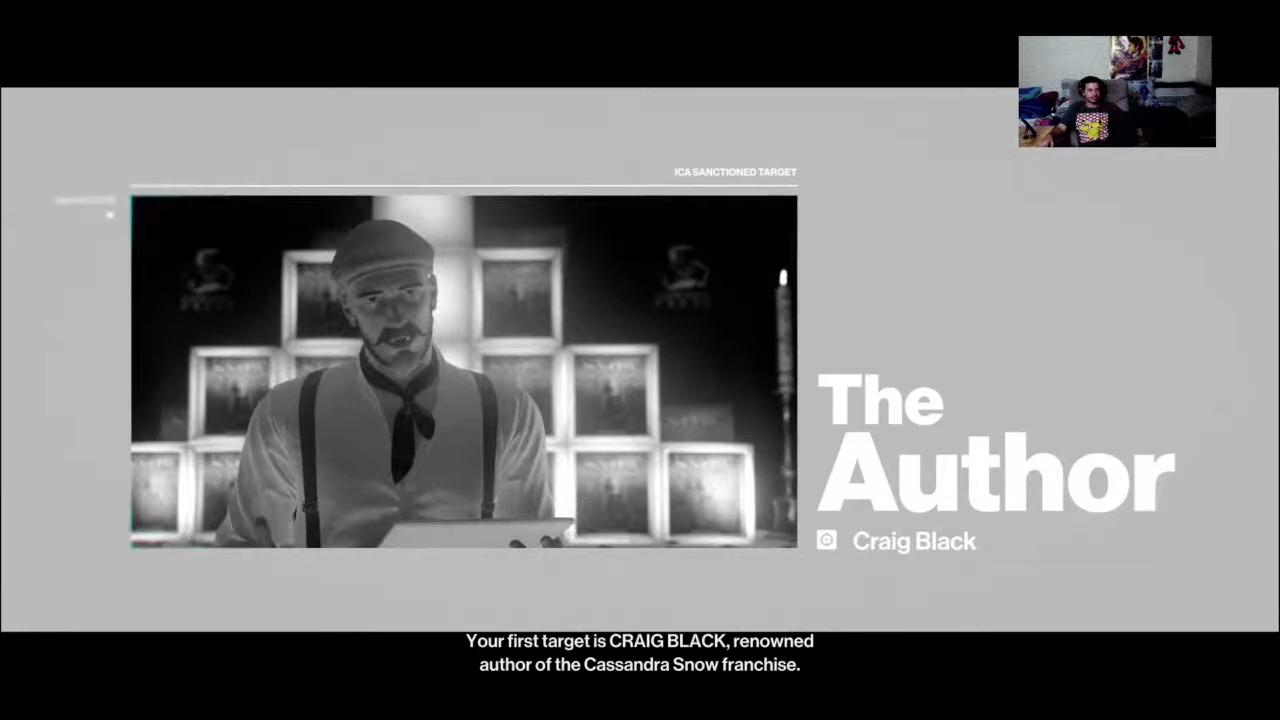 ICA SANCTIONED TARGET
The
Author
Craig Black
Your first target is CRAIG BLACK, renowned
author of the Cassandra Snow franchise.